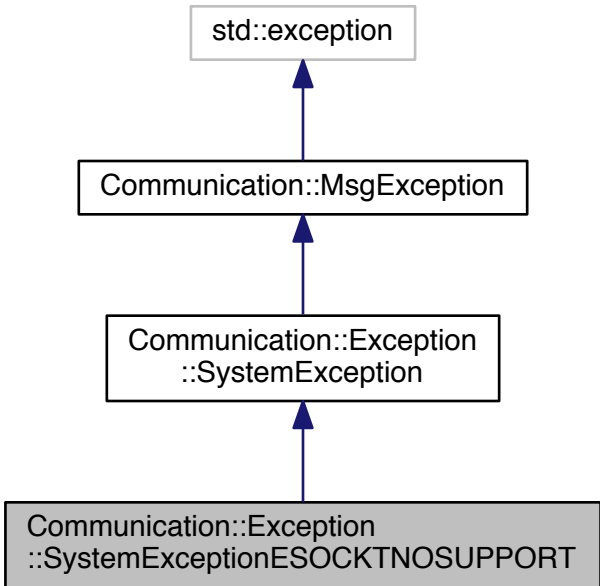 std::exception
Communication::MsgException
Communication::Exception
::SystemException
Communication::Exception
::SystemExceptionESOCKTNOSUPPORT